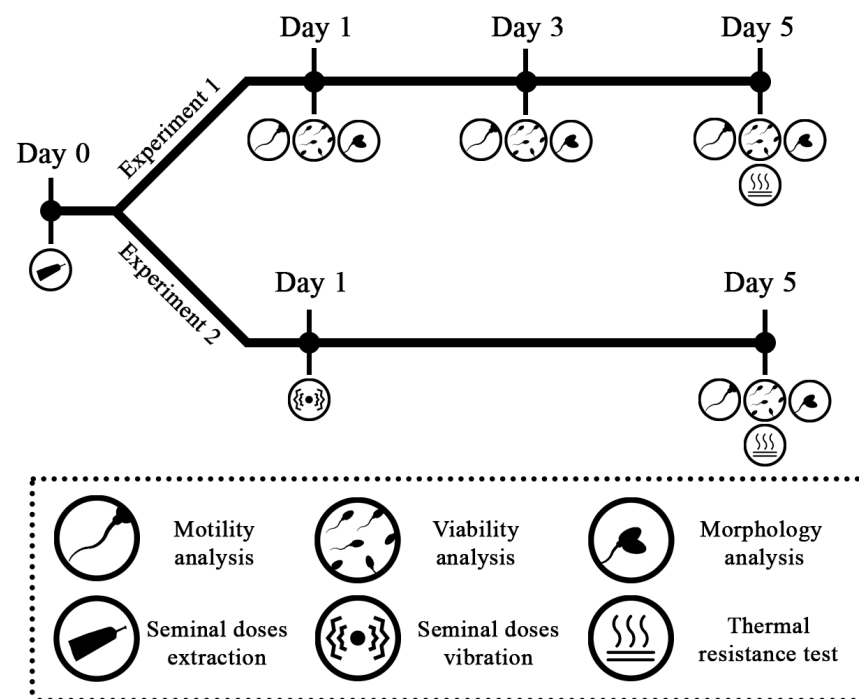 Day 1
Day 3
Day 5
Experiment 1
Day 0
Experiment 2
Day 1
Day 5
Motility
analysis
Viability
analysis
Morphology
analysis
Seminal doses
extraction
Seminal doses
vibration
Thermal
resistance test